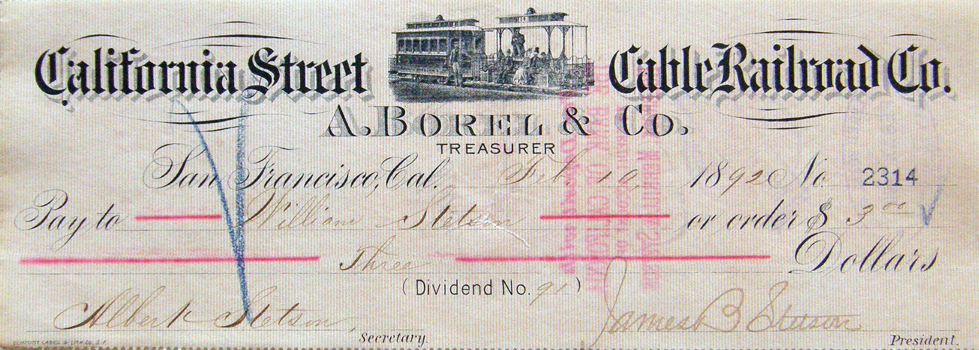 California Street Cable Railroad Co.
A. BOREL & Co.
TREASURER
San Francisco, Cal. Feb. 10, 1892 No 2314
Pay to William Stetson or order $ 3.00
Three Dollars
(Dividend No. 91)
Albert Stetson, Secretary.
James B Stetson President.